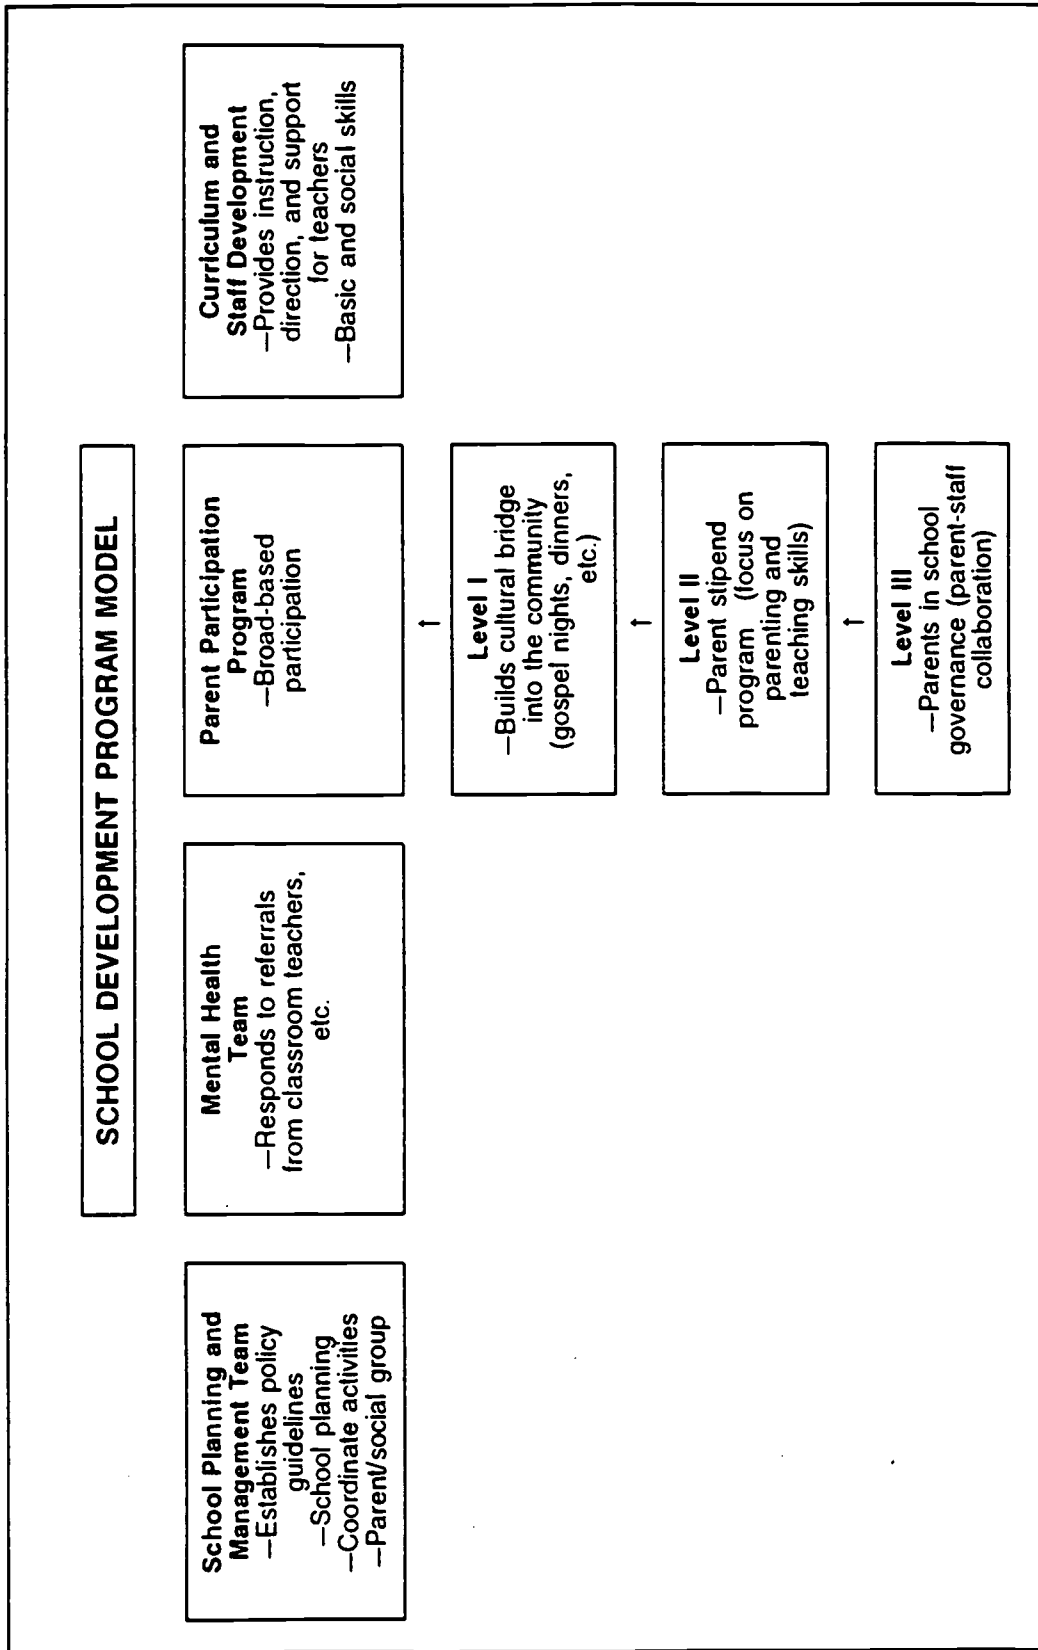 SCHOOL DEVELOPMENT PROGRAM MODEL
School Planning and
Management Team
—Establishes policy
guidelines
—School planning
—Coordinate activities
—Parent/social group
Mental Health
Team
—Responds to referrals
from classroom teachers,
etc.
Parent Participation
Program
—Broad-based
participation
↑
Level I
—Builds cultural bridge
into the community
(gospel nights, dinners,
etc.)
↑
Level II
—Parent stipend
program (focus on
parenting and
teaching skills)
↑
Level III
—Parents in school
governance (parent-staff
collaboration)
Curriculum and
Staff Development
—Provides instruction,
direction, and support
for teachers
—Basic and social skills